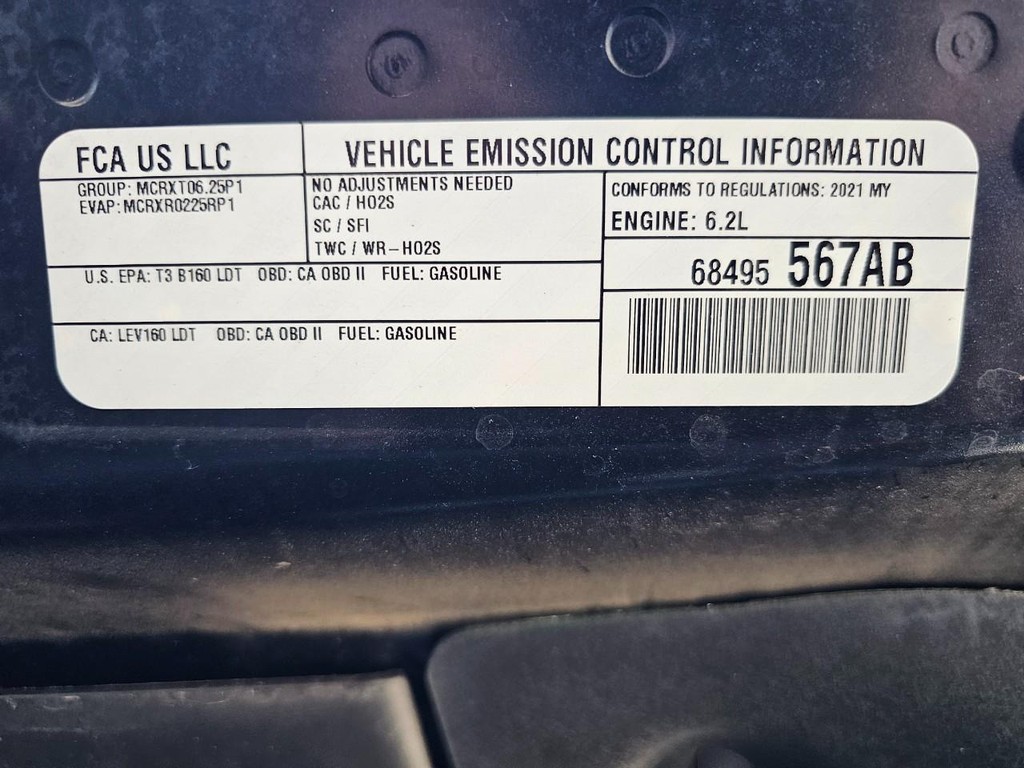 FCA US LLC
VEHICLE EMISSION CONTROL INFORMATION
GROUP: MCRXT06.25P1
EVAP: MCRXR0225RP1
NO ADJUSTMENTS NEEDED
CAC / HO2S
SC / SFI
TWC / WR-HO2S
CONFORMS TO REGULATIONS: 2021 MY
ENGINE: 6.2L
68495 567AB
U.S. EPA: T3 B160 LDT OBD: CA OBD II FUEL: GASOLINE
CA: LEV160 LDT OBD: CA OBD II FUEL: GASOLINE